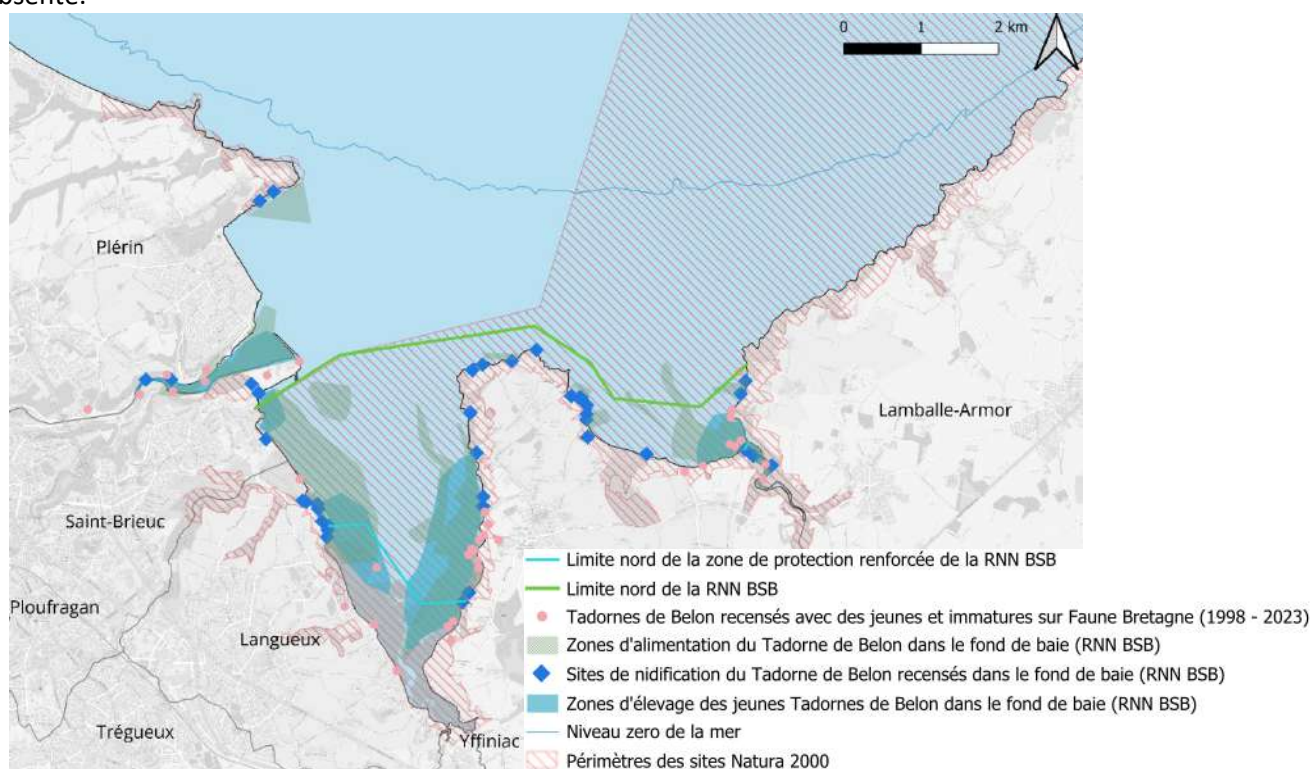 absente.
0 1 2 km
Plérin
Lamballe-Armor
Saint-Brieuc
Ploufragan
Langueux
Trégueux
Yffiniac
Limite nord de la zone de protection renforcée de la RNN BSB
Limite nord de la RNN BSB
Tadornes de Belon recensés avec des jeunes et immatures sur Faune Bretagne (1998 - 2023)
Zones d'alimentation du Tadorne de Belon dans le fond de baie (RNN BSB)
Sites de nidification du Tadorne de Belon recensés dans le fond de baie (RNN BSB)
Zones d'élevage des jeunes Tadornes de Belon dans le fond de baie (RNN BSB)
Niveau zero de la mer
Périmètres des sites Natura 2000